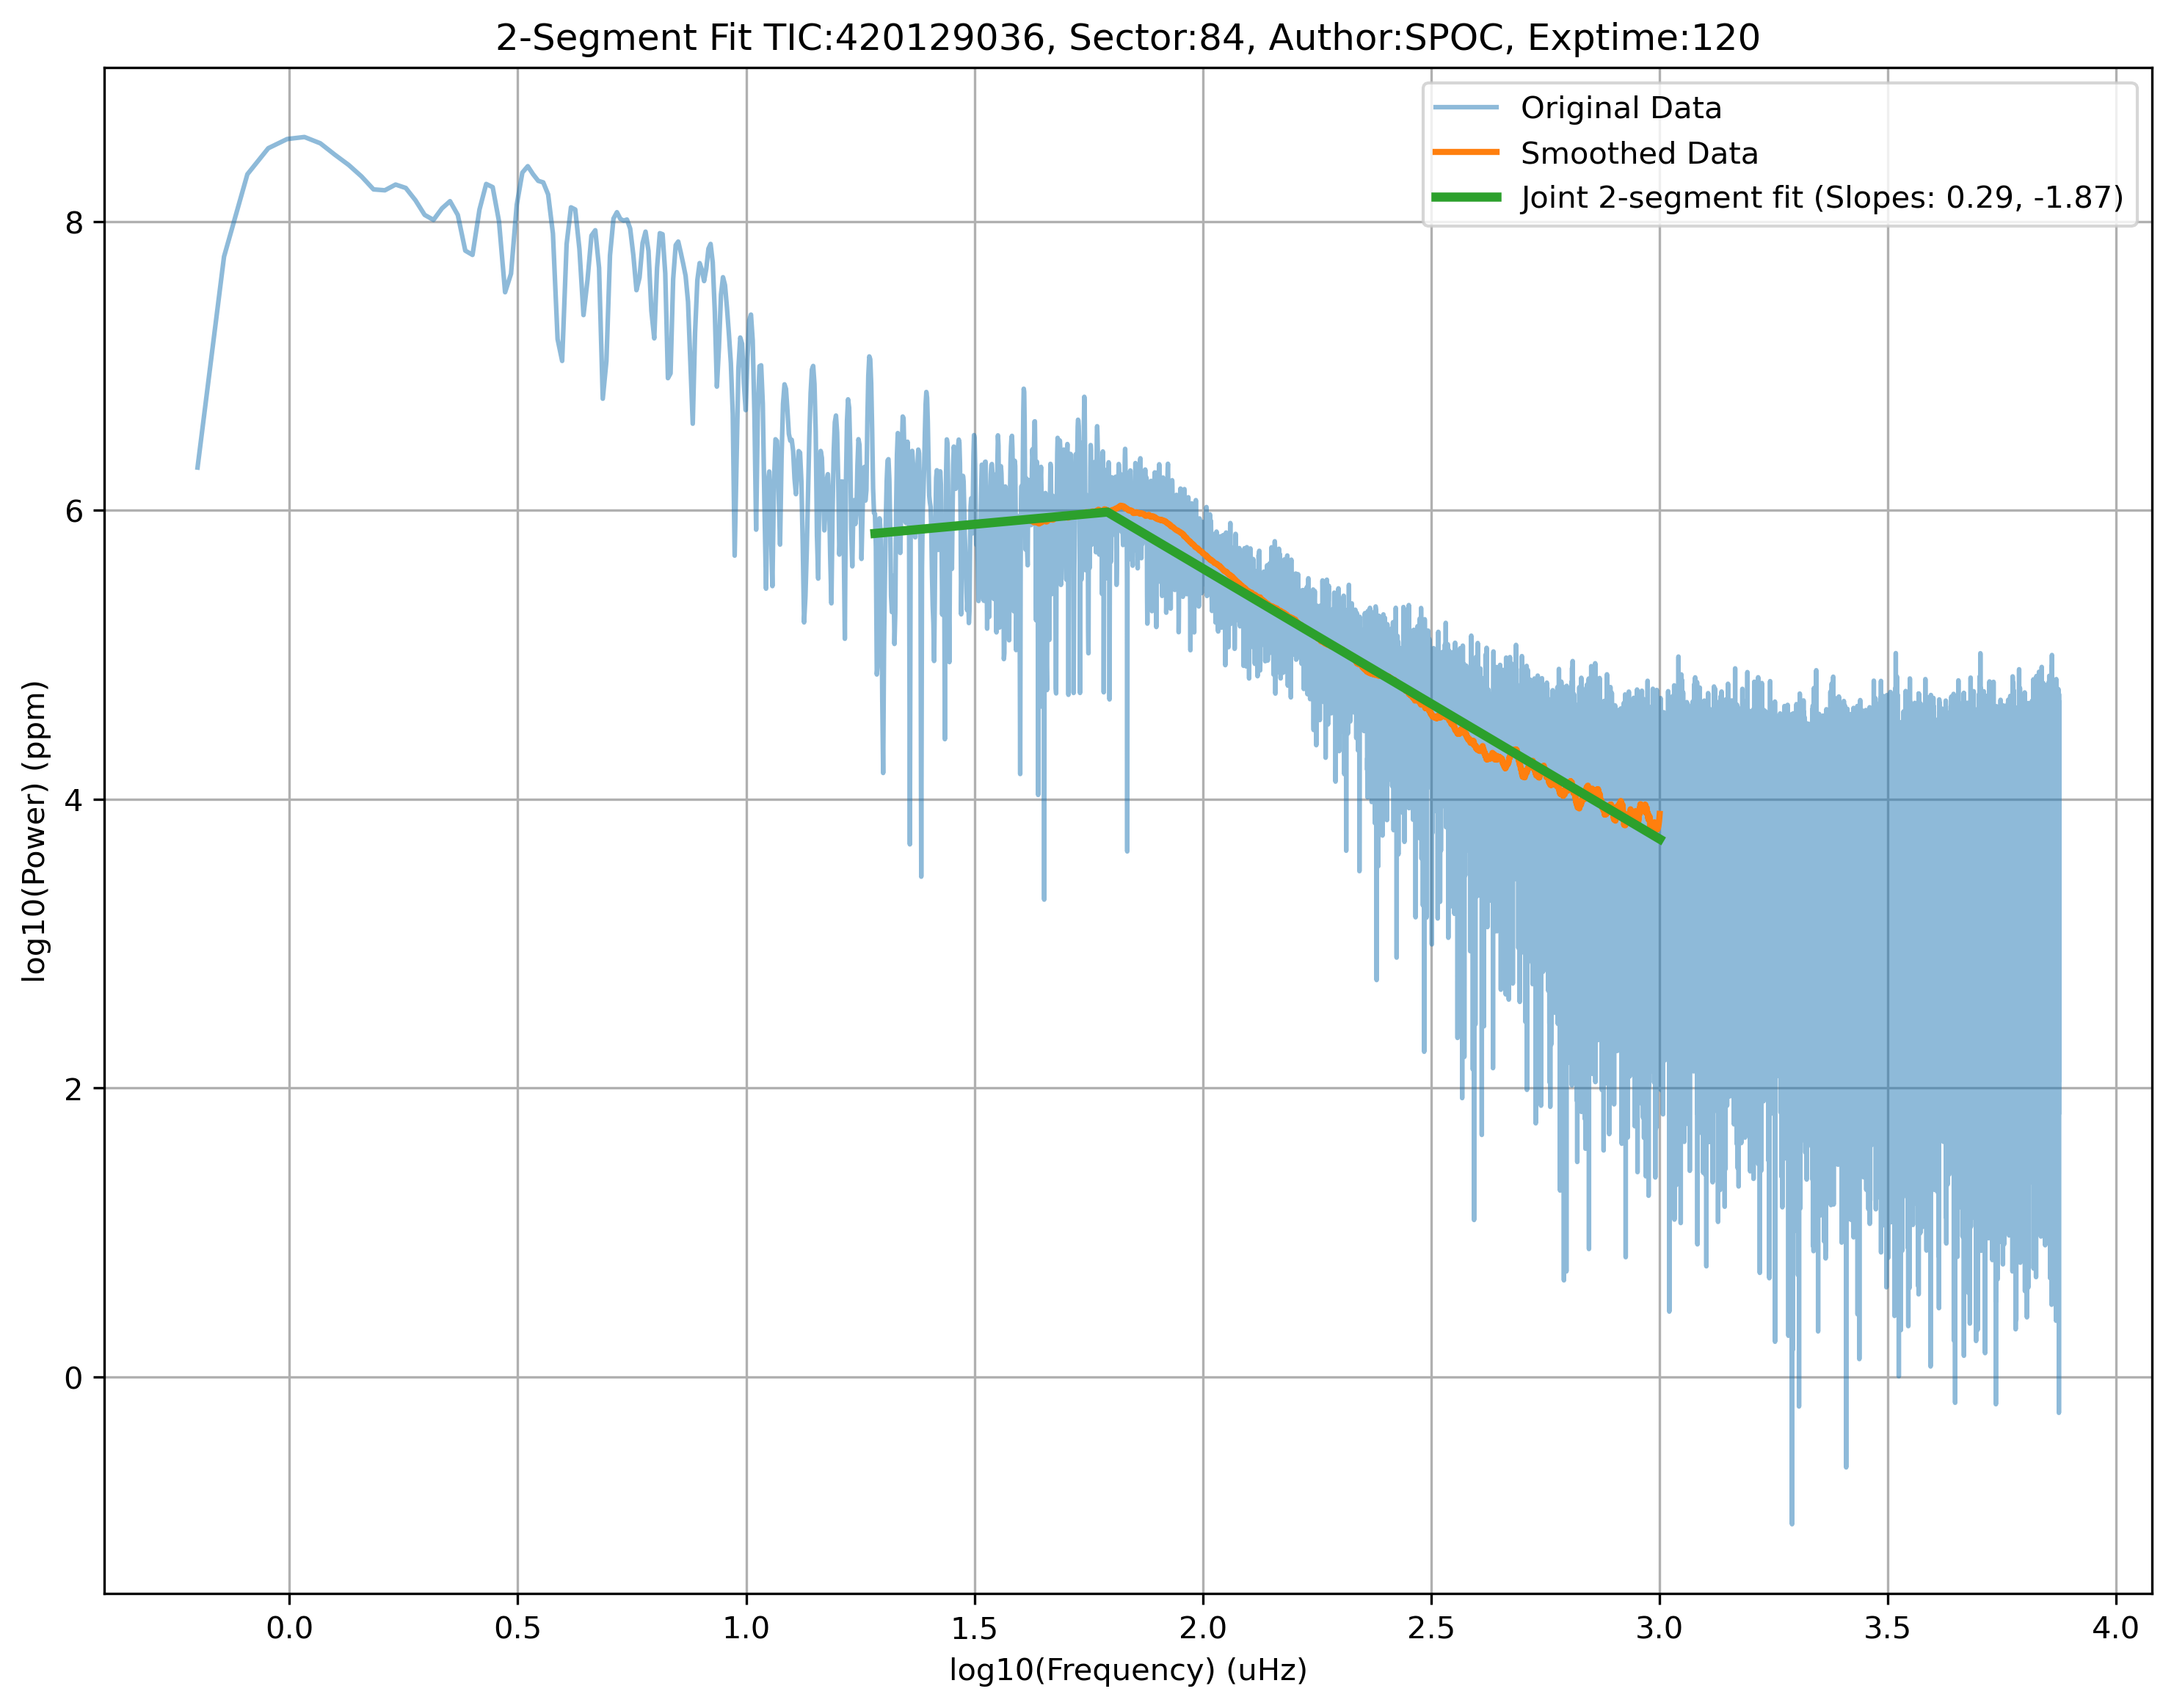 2-Segment Fit TIC:420129036, Sector:84, Author:SPOC, Exptime:120
Original Data
Smoothed Data
Joint 2-segment fit (Slopes: 0.29, -1.87)
log10(Power) (ppm)
8
6
4
2
0
0.0 0.5 1.0 1.5 2.0 2.5 3.0 3.5 4.0
log10(Frequency) (uHz)